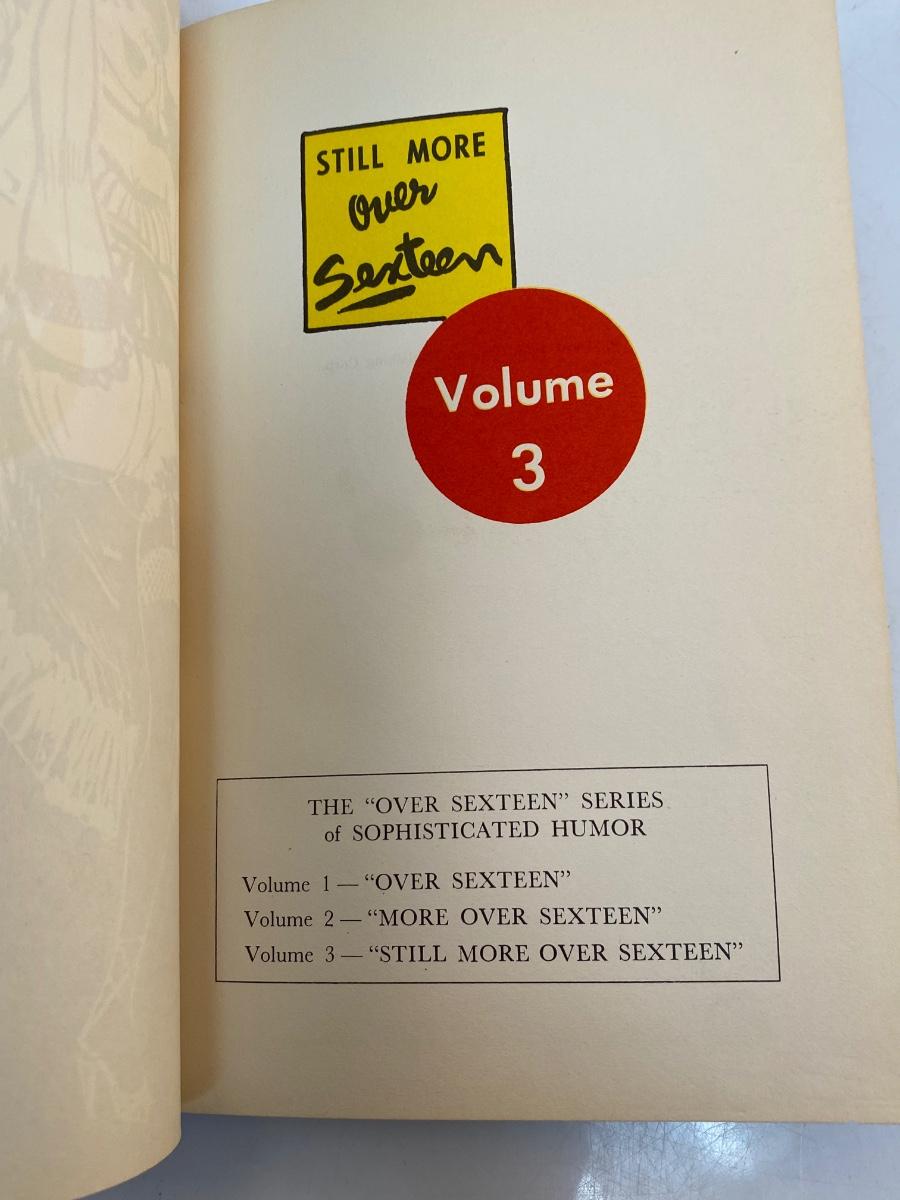 STILL MORE
over
Sexteen
Volume
3
THE “OVER SEXTEEN” SERIES
of SOPHISTICATED HUMOR
Volume 1 — “OVER SEXTEEN”
Volume 2 — “MORE OVER SEXTEEN”
Volume 3 — “STILL MORE OVER SEXTEEN”